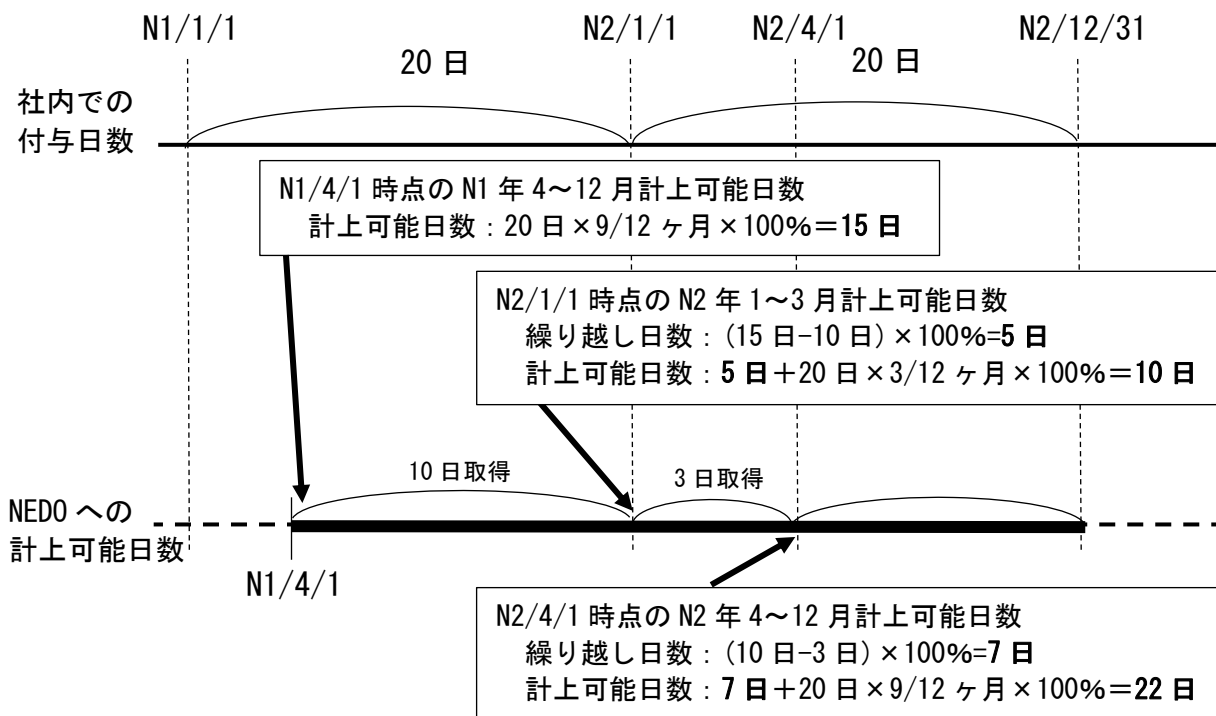 N1/1/1 N2/1/1 N2/4/1 N2/12/31
20 日 20 日
社内での
付与日数
N1/4/1 時点の N1 年 4～12 月計上可能日数
計上可能日数：20 日×9/12 ヶ月×100%＝15 日
N2/1/1 時点の N2 年 1～3 月計上可能日数
繰り越し日数：(15 日-10 日)×100%=5 日
計上可能日数：5 日＋20 日×3/12 ヶ月×100%＝10 日
10 日取得 3 日取得
NEDO への
計上可能日数
N1/4/1
N2/4/1 時点の N2 年 4～12 月計上可能日数
繰り越し日数：(10 日-3 日)×100%=7 日
計上可能日数：7 日＋20 日×9/12 ヶ月×100%＝22 日